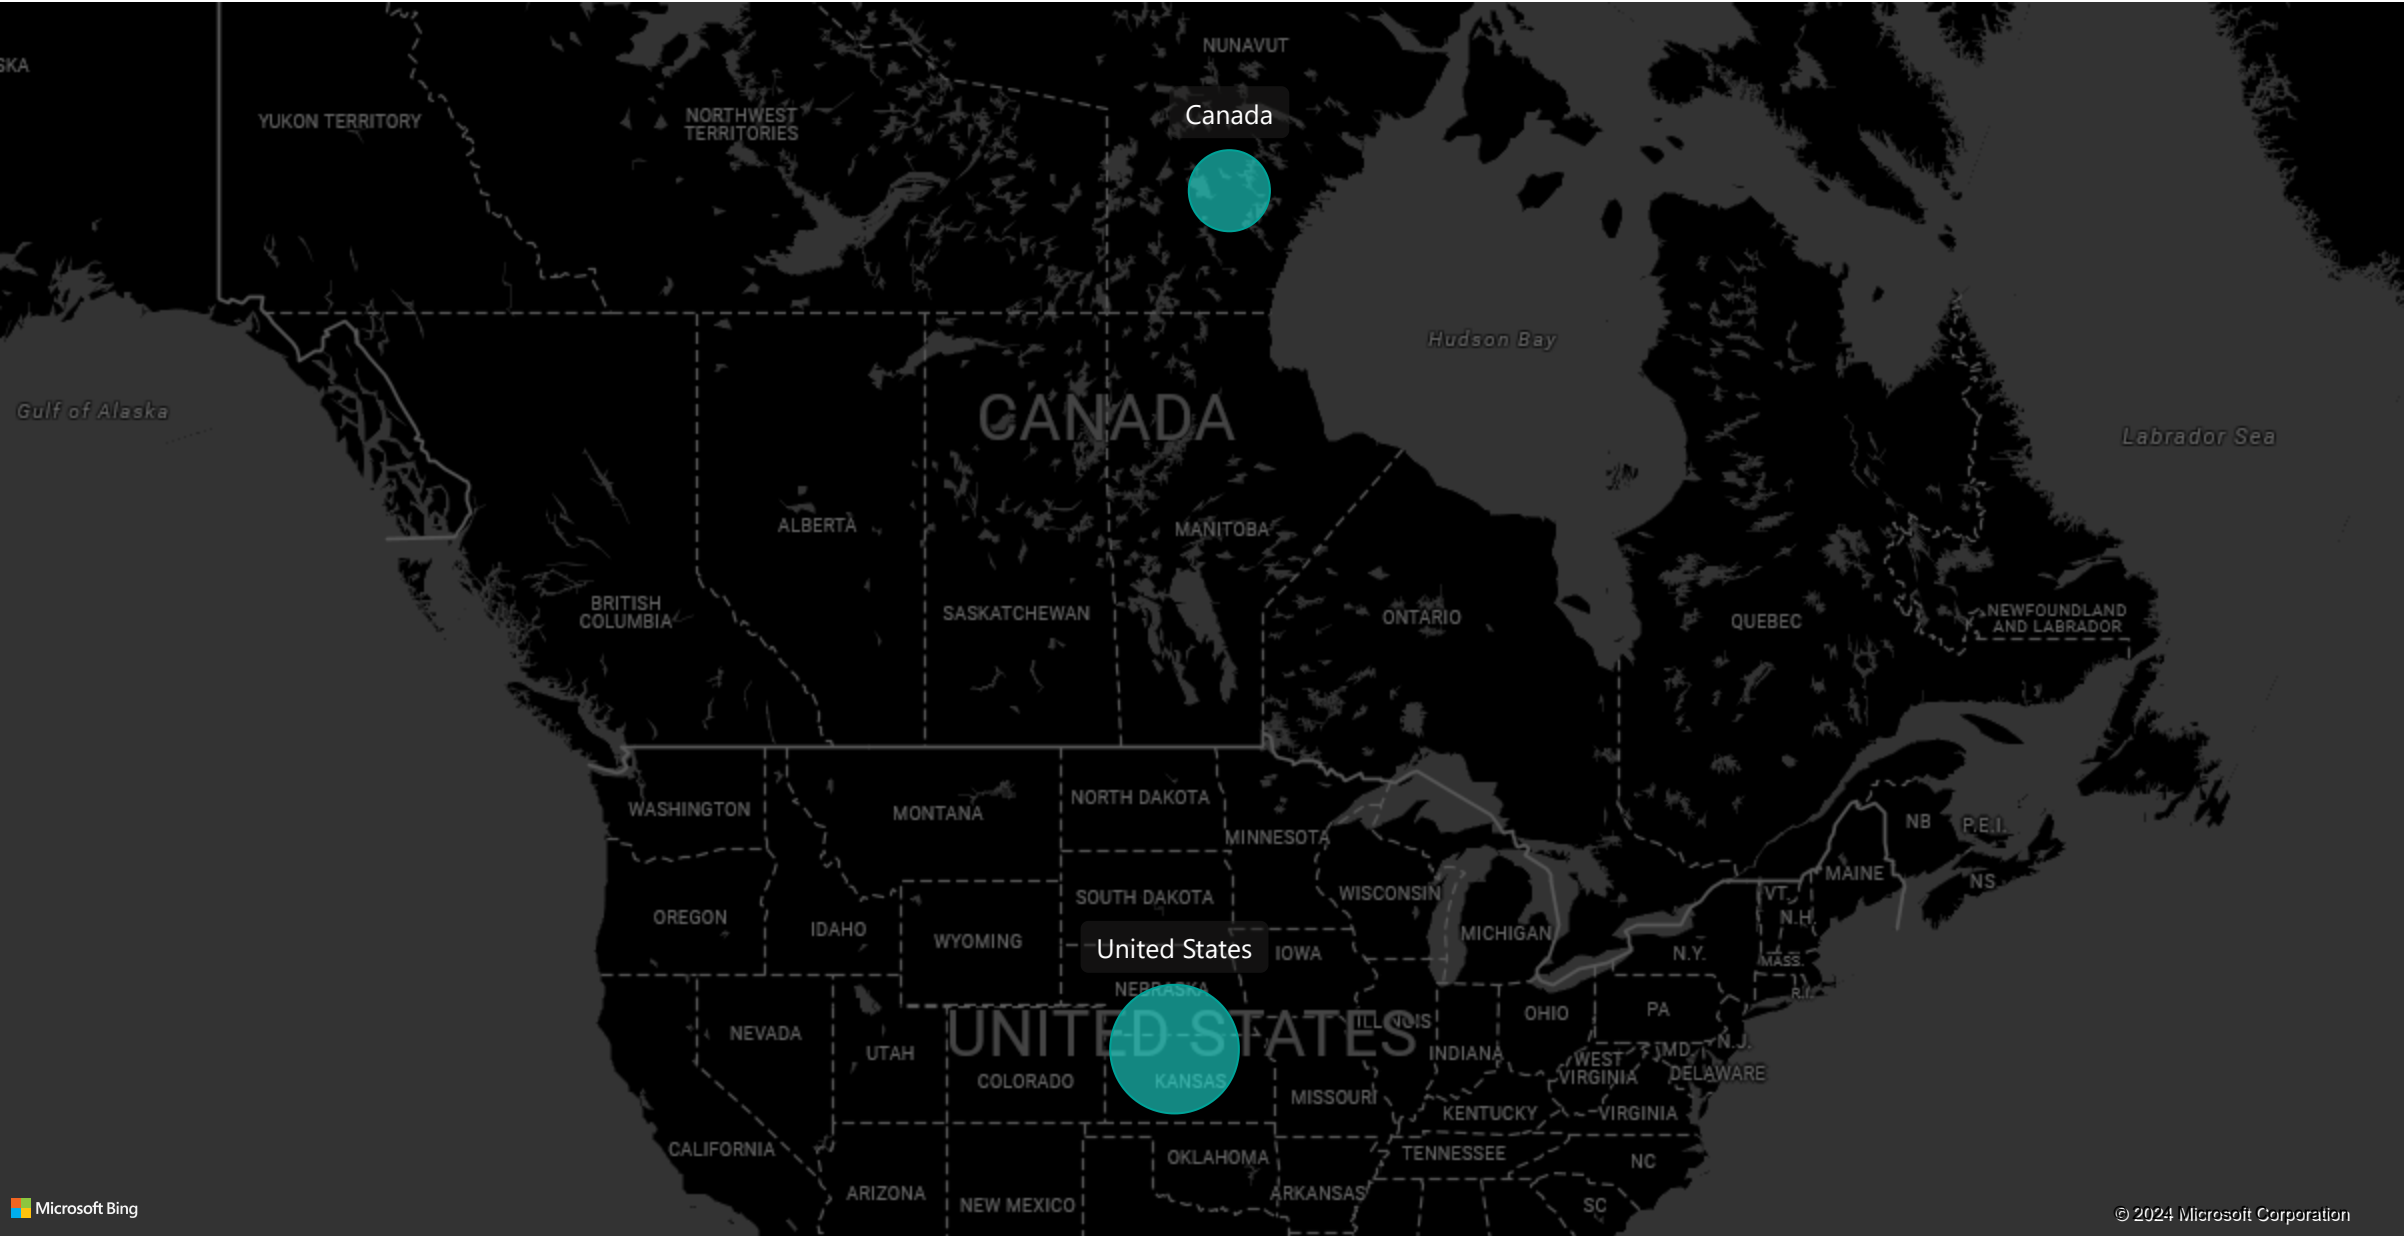 NUNAVUT
SKA
YUKON TERRITORY
NORTHWEST
TERRITORIES
Canada
Hudson Bay
Gulf of Alaska
CANADA
Labrador Sea
ALBERTA
MANITOBA
BRITISH
COLUMBIA
SASKATCHEWAN
ONTARIO
QUEBEC
NEWFOUNDLAND
AND LABRADOR
WASHINGTON
MONTANA
NORTH DAKOTA
MINNESOTA
NB
P.E.I.
OREGON
IDAHO
WYOMING
SOUTH DAKOTA
WISCONSIN
MICHIGAN
MAINE
NS
VT.
N.H.
United States
IOWA
N.Y.
MASS.
NEBRASKA
R.I.
NEVADA
UTAH
UNITED STATES
ILLINOIS
INDIANA
OHIO
PA
N.J.
MD.
WEST
VIRGINIA
DELAWARE
COLORADO
KANSAS
MISSOURI
KENTUCKY
VIRGINIA
CALIFORNIA
OKLAHOMA
TENNESSEE
NC
ARIZONA
NEW MEXICO
ARKANSAS
SC
Microsoft Bing
© 2024 Microsoft Corporation